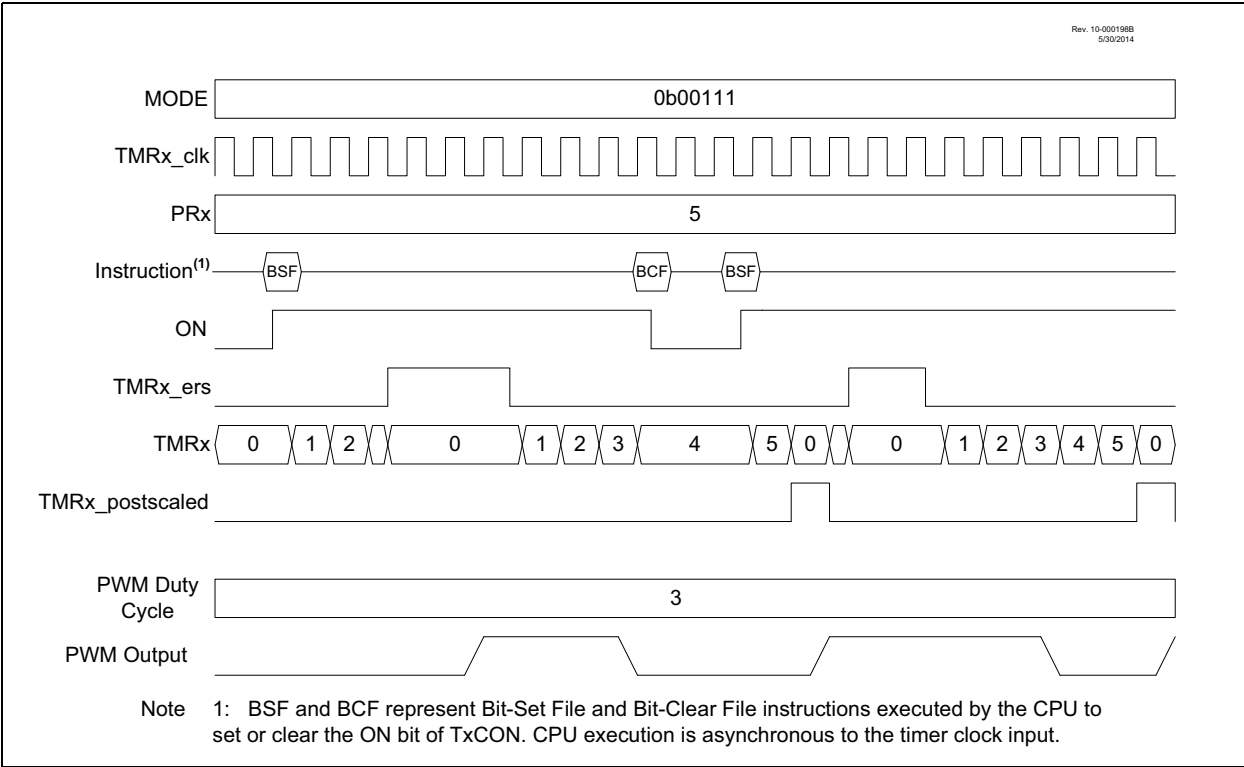 Rev. 10-000198B
5/30/2014
MODE 0b00111
TMRx_clk
PRx 5
Instruction(1) BSF BCF BSF
ON
TMRx_ers
TMRx 0 1 2 0 1 2 3 4 5 0 0 1 2 3 4 5 0
TMRx_postscaled
PWM Duty
Cycle 3
PWM Output
Note 1: BSF and BCF represent Bit-Set File and Bit-Clear File instructions executed by the CPU to
set or clear the ON bit of TxCON. CPU execution is asynchronous to the timer clock input.